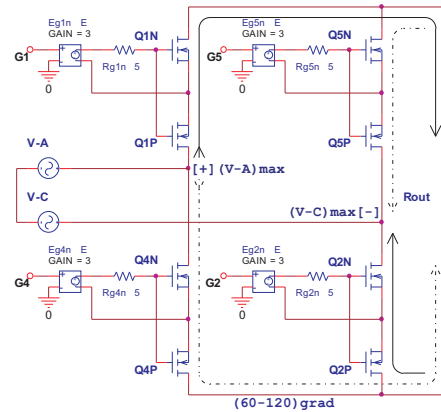 Eg1n E
GAIN = 3
Q1N
G1
Rg1n 5
0
Q1P
Eg5n E
GAIN = 3
Q5N
G5
Rg5n 5
0
Q5P
V-A
[+] (V-A)max
Rout
V-C
(V-C)max[-]
Eg4n E
GAIN = 3
Q4N
G4
Rg4n 5
0
Q4P
Eg2n E
GAIN = 3
Q2N
G2
Rg2n 5
0
Q2P
(60-120)grad